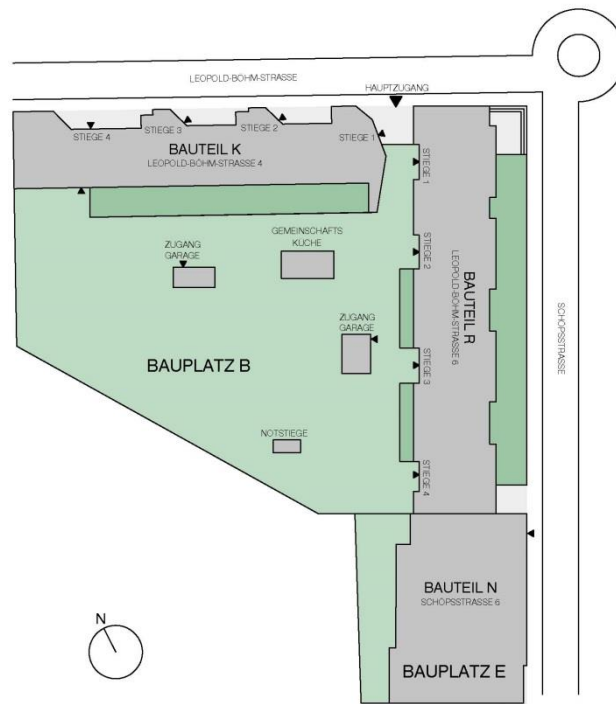 LEOPOLD-BÖHM-STRASSE
HAUPTZUGANG
STIEGE 4
STIEGE 3
STIEGE 2
STIEGE 1
BAUTEIL K
LEOPOLD-BÖHM-STRASSE 4
STIEGE 1
GEMEINSCHAFTS
KÜCHE
ZUGANG
GARAGE
STIEGE 2
BAUTEIL R
LEOPOLD-BÖHM-STRASSE 6
SCHÖPSSTRASSE
ZUGANG
GARAGE
BAUPLATZ B
STIEGE 3
NOTSTIEGE
STIEGE 4
BAUTEIL N
SCHÖPSSTRASSE 6
N
BAUPLATZ E